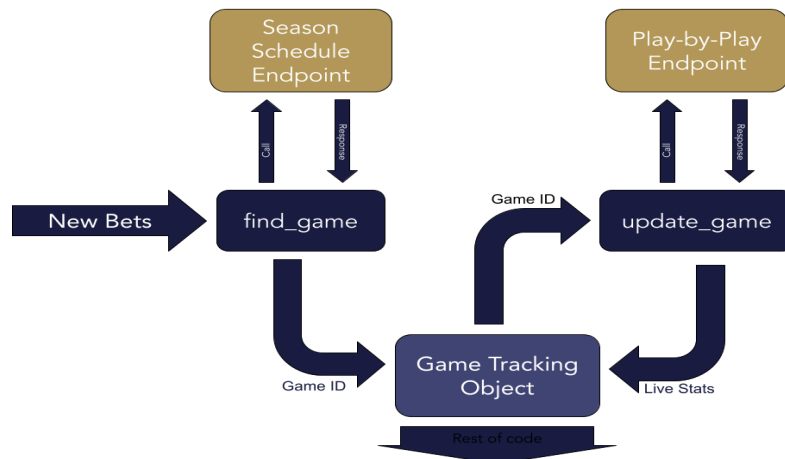 Season
Schedule
Endpoint
Play-by-Play
Endpoint
Call
Response
Call
Response
New Bets
find_game
Game ID
update_game
Game ID
Game Tracking
Object
Live Stats
Rest of code